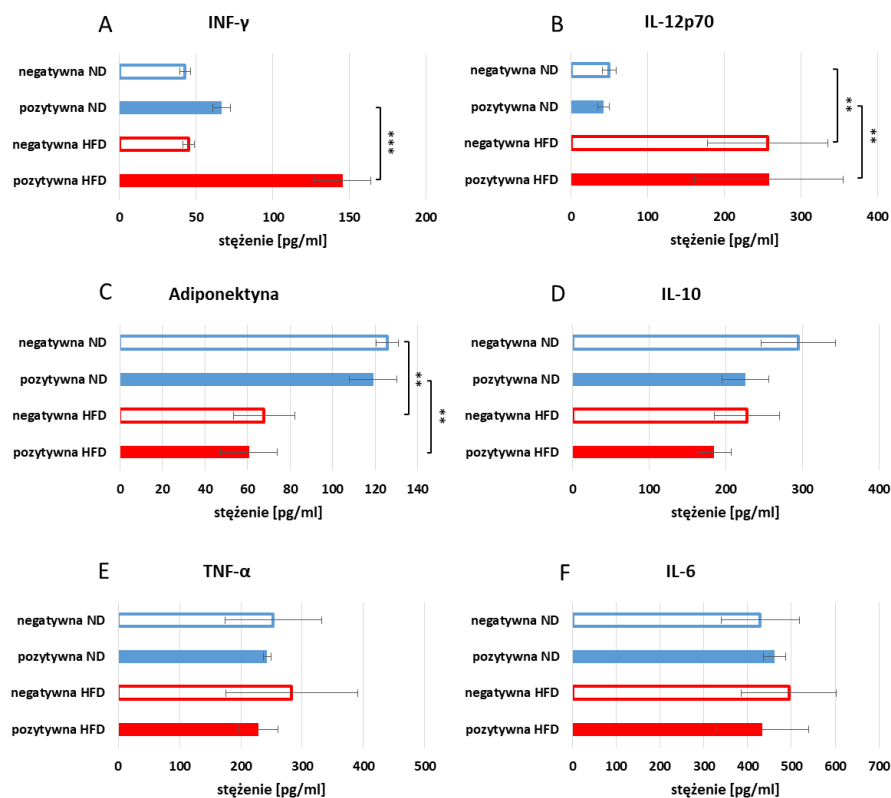 A INF-γ
negatywna ND
pozytywna ND
negatywna HFD
pozytywna HFD
***
0 50 100 150 200
stężenie [pg/ml]
B IL-12p70
negatywna ND
pozytywna ND
negatywna HFD
pozytywna HFD
**
**
0 100 200 300 400
stężenie [pg/ml]
C Adiponektyna
negatywna ND
pozytywna ND
negatywna HFD
pozytywna HFD
**
**
0 20 40 60 80 100 120 140
stężenie [pg/ml]
D IL-10
negatywna ND
pozytywna ND
negatywna HFD
pozytywna HFD
0 100 200 300 400
stężenie [pg/ml]
E TNF-α
negatywna ND
pozytywna ND
negatywna HFD
pozytywna HFD
0 100 200 300 400 500
stężenie [pg/ml]
F IL-6
negatywna ND
pozytywna ND
negatywna HFD
pozytywna HFD
0 100 200 300 400 500 600 700
stężenie [pg/ml]